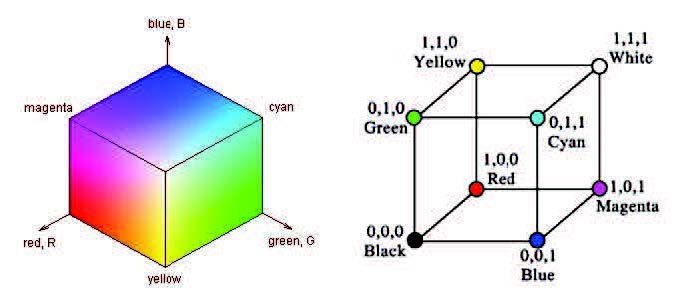 blue, B
magenta
cyan
red, R
green, G
yellow
1,1,0
Yellow
1,1,1
White
0,1,0
Green
0,1,1
Cyan
1,0,0
Red
1,0,1
Magenta
0,0,0
Black
0,0,1
Blue